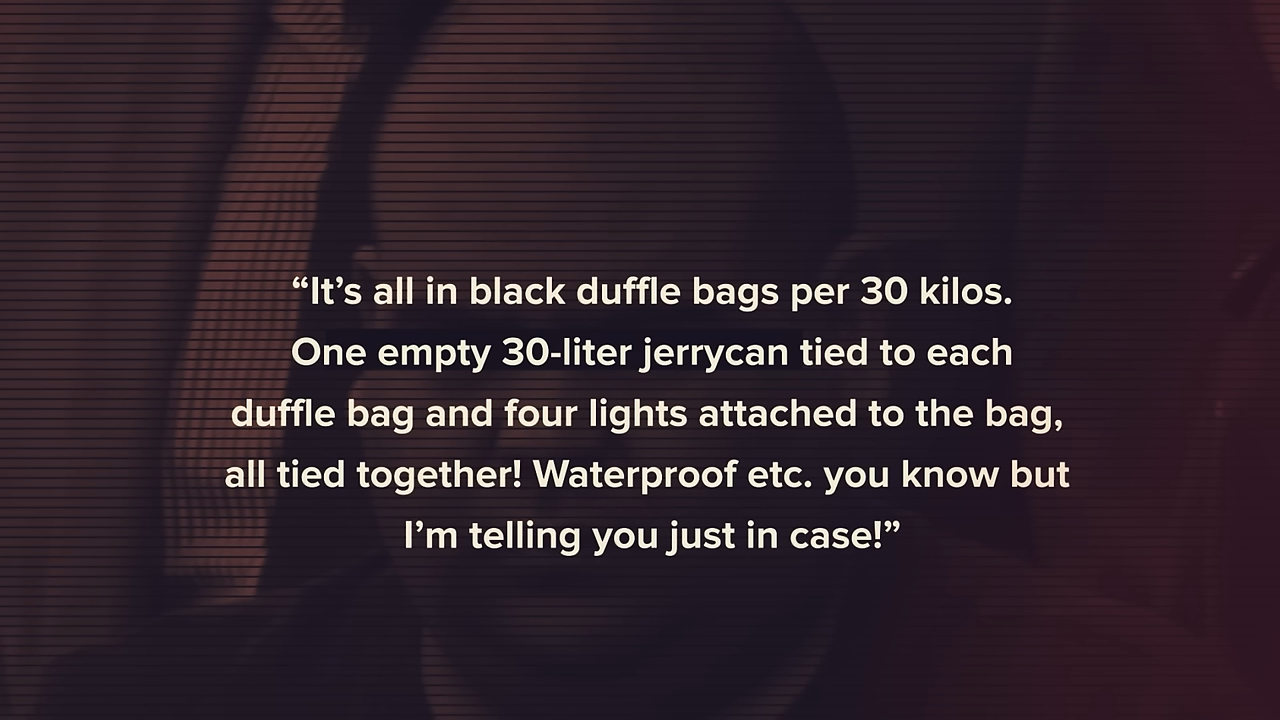 “It’s all in black duffle bags per 30 kilos.
One empty 30-liter jerrycan tied to each
duffle bag and four lights attached to the bag,
all tied together! Waterproof etc. you know but
I’m telling you just in case!”